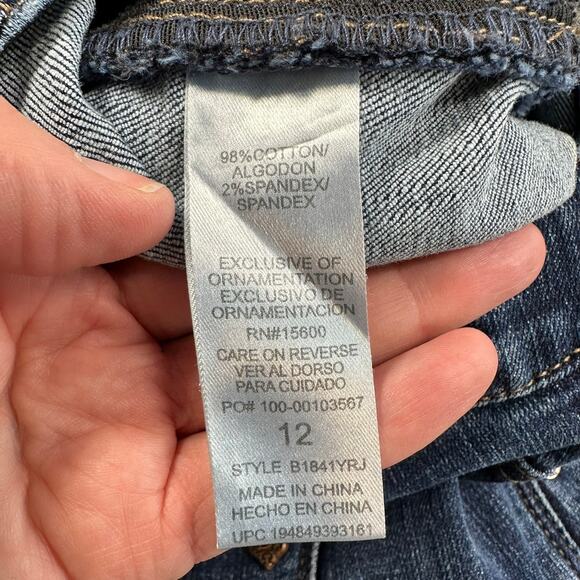 98%COTTON/
ALGODON
2%SPANDEX/
SPANDEX
EXCLUSIVE OF
ORNAMENTATION
EXCLUSIVO DE
ORNAMENTACION
RN#15600
CARE ON REVERSE
VER AL DORSO
PARA CUIDADO
PO# 100-00103567
12
STYLE B1841YRJ
MADE IN CHINA
HECHO EN CHINA
UPC 194849393161